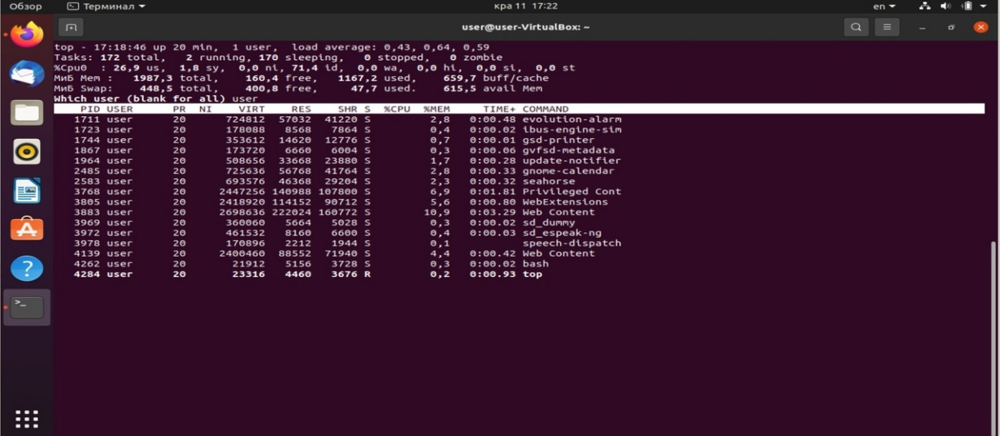 Обзор
Терминал
кра 11 17:22
en
user@user-VirtualBox: ~
top - 17:18:46 up 20 min, 1 user, load average: 0,43, 0,64, 0,59
Tasks: 172 total, 2 running, 170 sleeping, 0 stopped, 0 zombie
%Cpu0 : 26,9 us, 1,8 sy, 0,0 ni, 71,4 id, 0,0 wa, 0,0 hi, 0,0 si, 0,0 st
МиБ Mem : 1987,3 total, 160,4 free, 1167,2 used, 659,7 buff/cache
МиБ Swap: 448,5 total, 400,8 free, 47,7 used. 615,5 avail Mem
Which user (blank for all) user
PID USER PR NI VIRT RES SHR S %CPU %MEM TIME+ COMMAND
1711 user 20 724812 57032 41220 S 2,8 0:00.48 evolution-alarm
1723 user 20 178088 8568 7864 S 0,4 0:00.02 ibus-engine-sim
1744 user 20 353612 14620 12776 S 0,7 0:00.01 gsd-printer
1867 user 20 173720 6660 6004 S 0,3 0:00.06 gvfsd-metadata
1964 user 20 508656 33668 23880 S 1,7 0:00.28 update-notifier
2485 user 20 725636 56768 41764 S 2,8 0:00.33 gnome-calendar
2583 user 20 693576 46368 29204 S 2,3 0:00.32 seahorse
3768 user 20 2447256 140988 107800 S 6,9 0:01.81 Privileged Cont
3805 user 20 2418920 114152 90712 S 5,6 0:00.80 WebExtensions
3883 user 20 2698636 222024 160772 S 10,9 0:03.29 Web Content
3969 user 20 360060 5664 5028 S 0,3 0:00.02 sd_dummy
3972 user 20 461532 8160 6600 S 0,4 0:00.03 sd_espeak-ng
3978 user 20 170896 2212 1944 S 0,1 speech-dispatch
4139 user 20 2400460 88552 71940 S 4,4 0:00.42 Web Content
4262 user 20 21912 5156 3728 S 0,3 0:00.02 bash
4284 user 20 23316 4460 3676 R 0,2 0:00.93 top